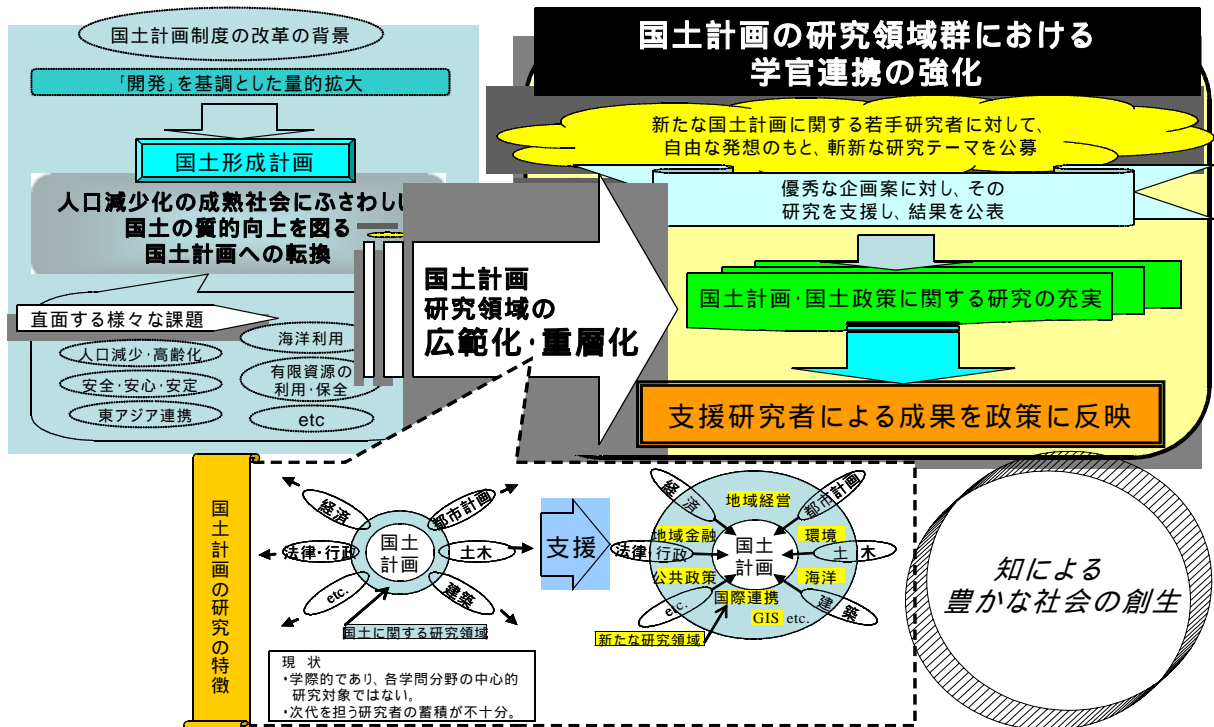 国土計画制度の改革の背景
「開発」を基調とした量的拡大
国土形成計画
人口減少化の成熟社会にふさわしい
国土の質的向上を図る
国土計画への転換
直面する様々な課題
人口減少・高齢化
安全・安心・安定
東アジア連携
海洋利用
有限資源の
利用・保全
etc
国土計画
研究領域の
広範化・重層化
国土計画の研究領域群における
学官連携の強化
新たな国土計画に関する若手研究者に対して、
自由な発想のもと、斬新な研究テーマを公募
優秀な企画案に対し、その
研究を支援し、結果を公表
国土計画・国土政策に関する研究の充実
支援研究者による成果を政策に反映
国土計画の研究の特徴
経済
都市計画
法律・行政
国土
計画
土木
etc.
建築
国土に関する研究領域
支援
経済
地域経営
都市計画
地域金融
環境
法律・行政
国土
計画
土木
公共政策
海洋
etc.
国際連携
建築
GIS etc.
新たな研究領域
現 状
・学際的であり、各学問分野の中心的
研究対象ではない。
・次代を担う研究者の蓄積が不十分。
知による
豊かな社会の創生